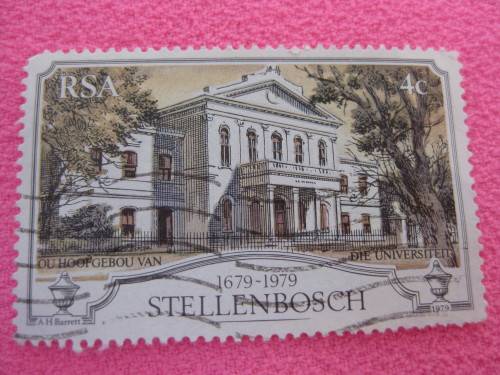 RSA 4c
OU HOOFGEBOU VAN DIE UNIVERSITEIT
1679-1979
STELLENBOSCH
A H Barrett 1979